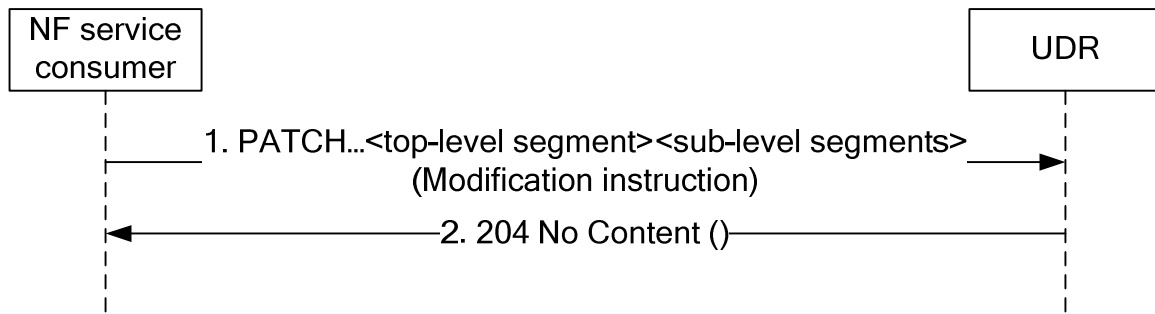 NF service
consumer
UDR
1. PATCH...<top-level segment><sub-level segments>
(Modification instruction)
2. 204 No Content ()